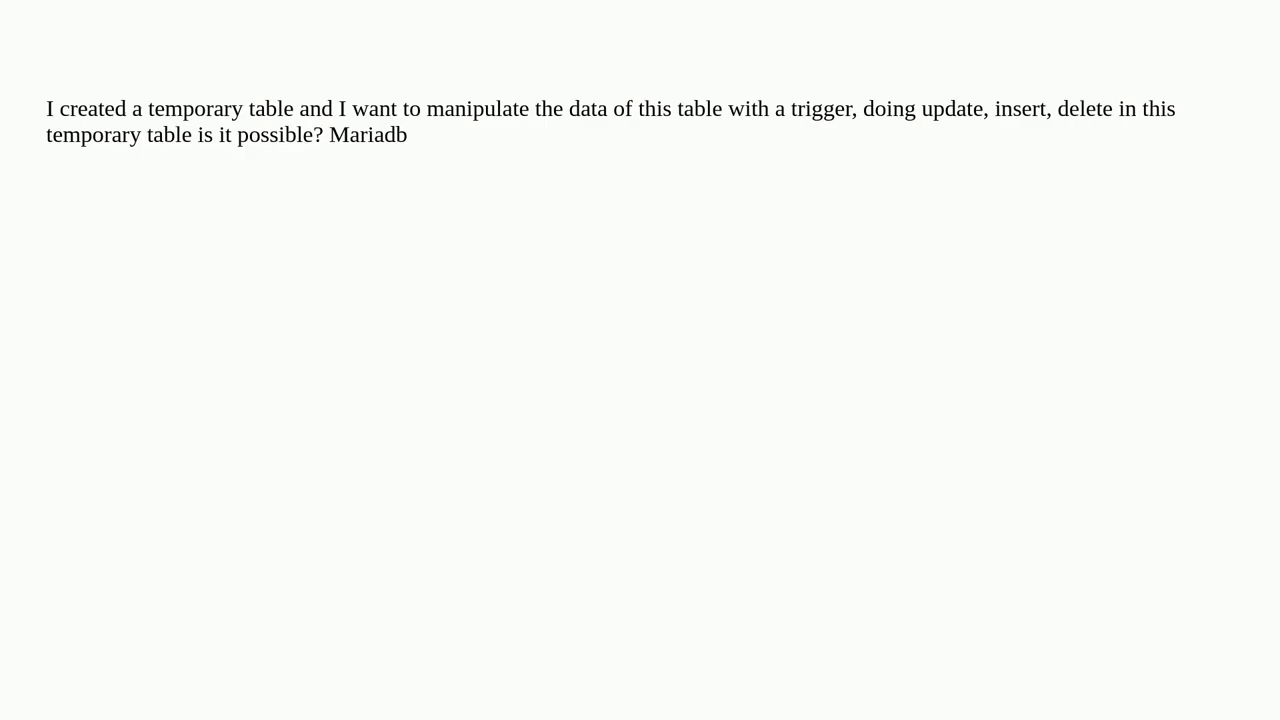 I created a temporary table and I want to manipulate the data of this table with a trigger, doing update, insert, delete in this
temporary table is it possible? Mariadb